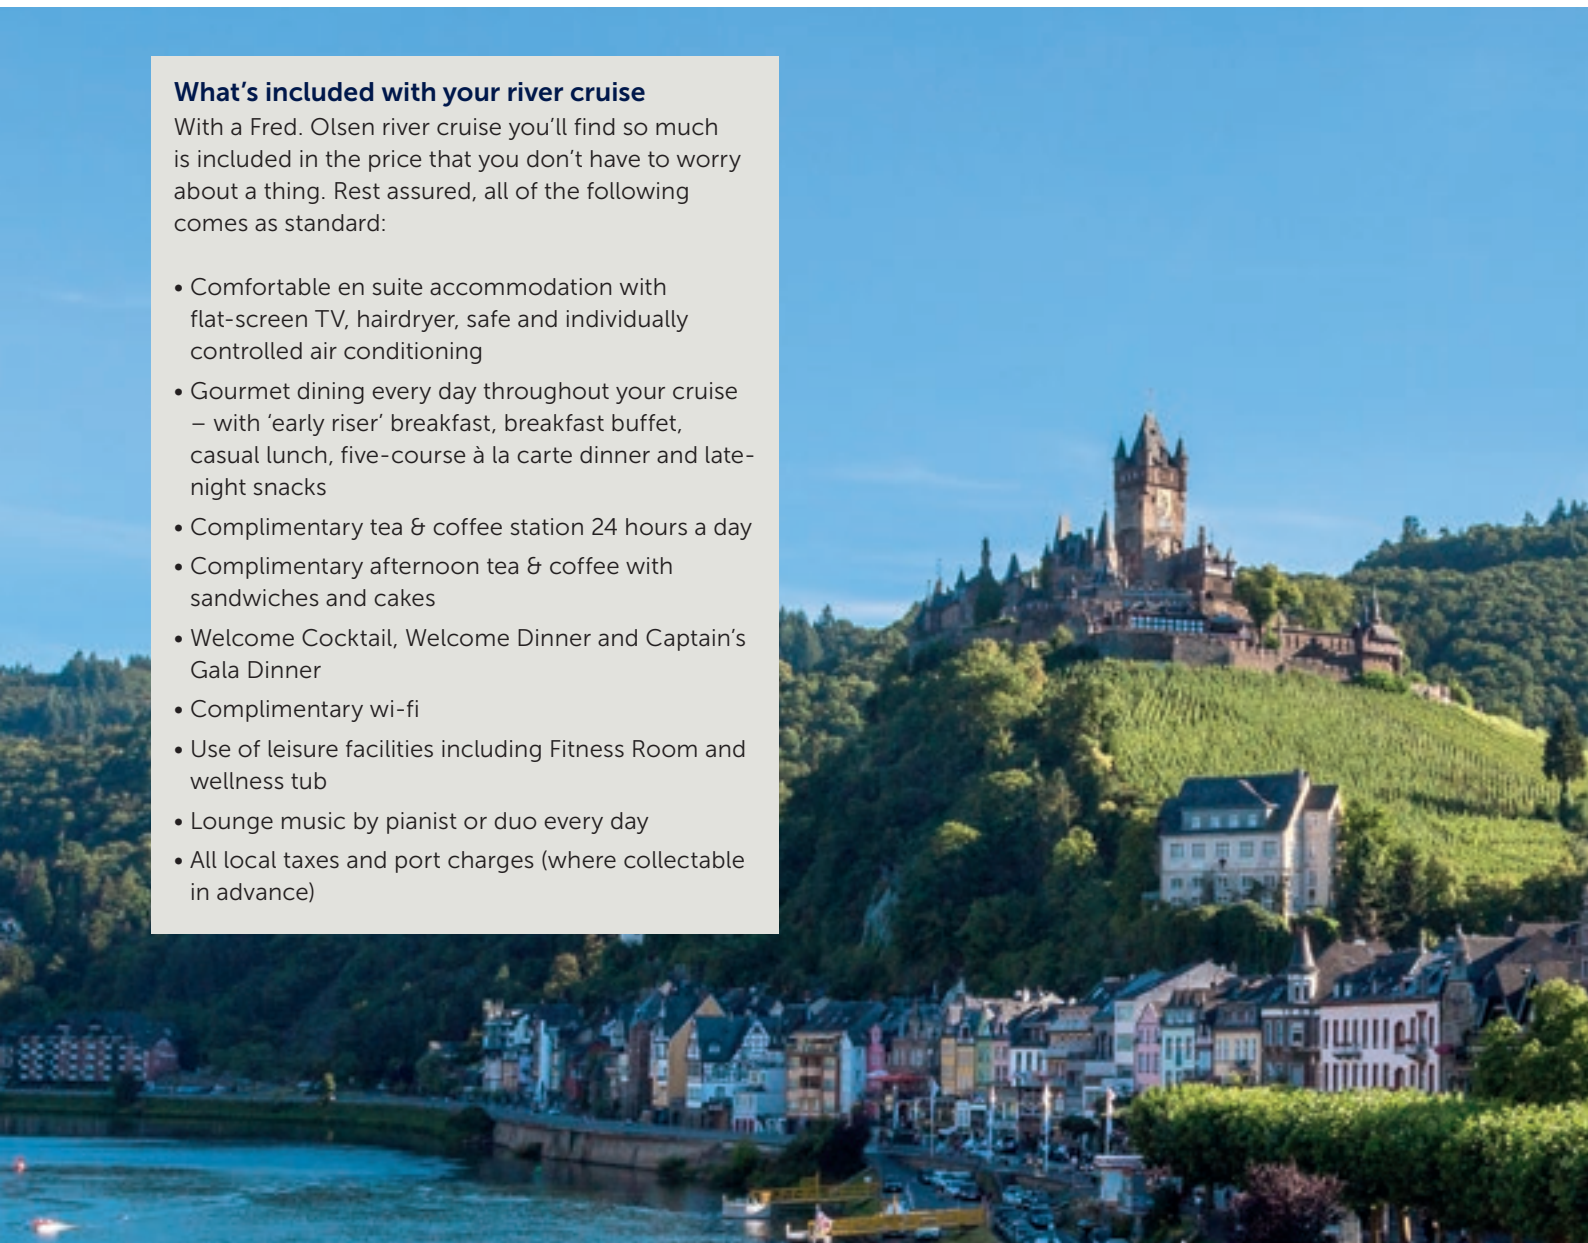 What’s included with your river cruise
With a Fred. Olsen river cruise you’ll find so much
is included in the price that you don’t have to worry
about a thing. Rest assured, all of the following
comes as standard:
• Comfortable en suite accommodation with
flat-screen TV, hairdryer, safe and individually
controlled air conditioning
• Gourmet dining every day throughout your cruise
– with ‘early riser’ breakfast, breakfast buffet,
casual lunch, five-course à la carte dinner and late-
night snacks
• Complimentary tea & coffee station 24 hours a day
• Complimentary afternoon tea & coffee with
sandwiches and cakes
• Welcome Cocktail, Welcome Dinner and Captain’s
Gala Dinner
• Complimentary wi-fi
• Use of leisure facilities including Fitness Room and
wellness tub
• Lounge music by pianist or duo every day
• All local taxes and port charges (where collectable
in advance)